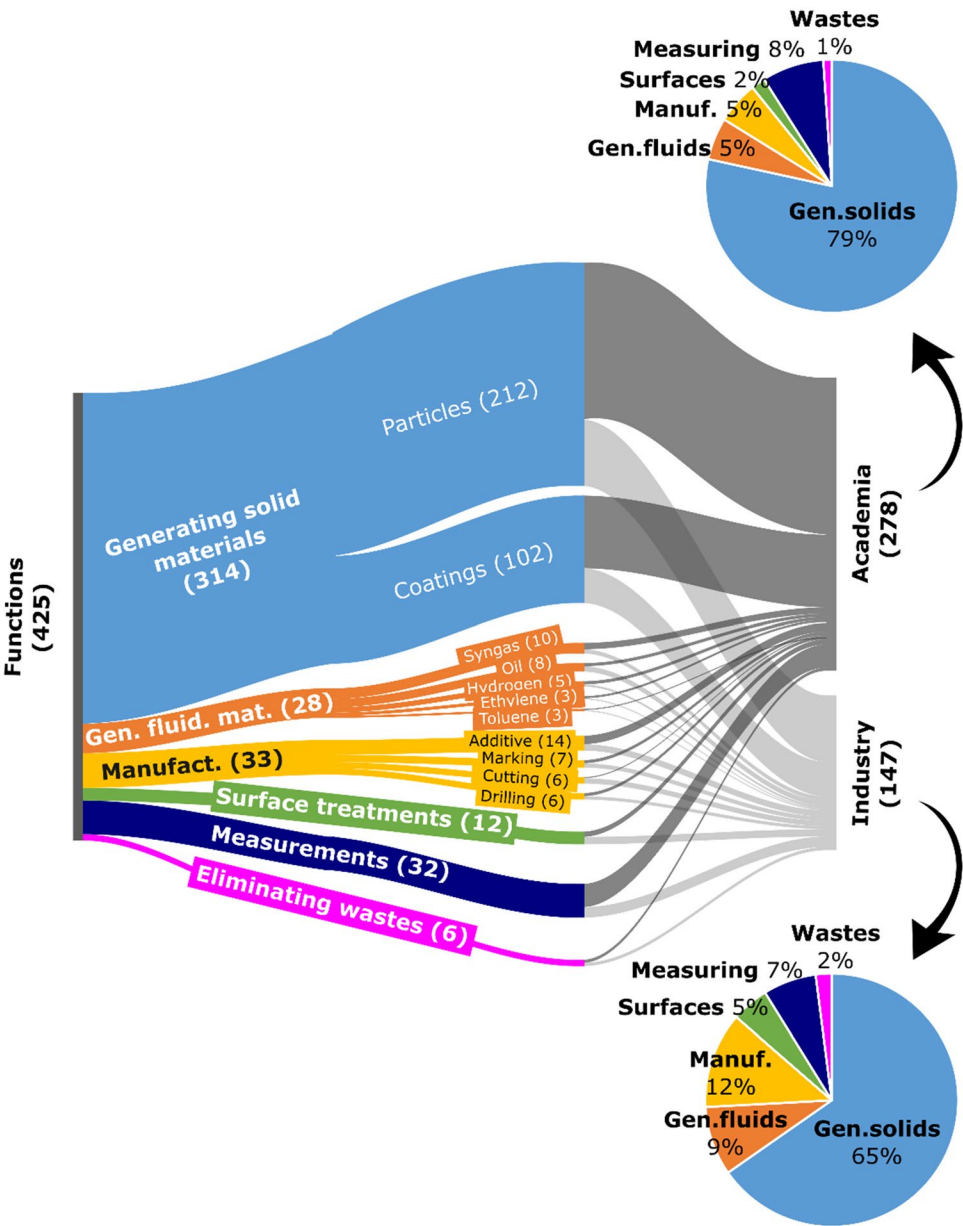 Wastes
Measuring 8% 1%
Surfaces 2%
Manuf. 5%
Gen.fluids 5%
Gen.solids
79%
Functions
(425)
Generating solid
materials
(314)
Particles (212)
Coatings (102)
Academia
(278)
Gen. fluid. mat. (28)
Syngas (10)
Oil (8)
Hydrogen (5)
Ethylene (3)
Toluene (3)
Manufact. (33)
Additive (14)
Marking (7)
Cutting (6)
Drilling (6)
Industry
(147)
Surface treatments (12)
Measurements (32)
Eliminating wastes (6)
Wastes
Measuring 7% 2%
Surfaces 5%
Manuf.
12%
Gen.fluids
9%
Gen.solids
65%